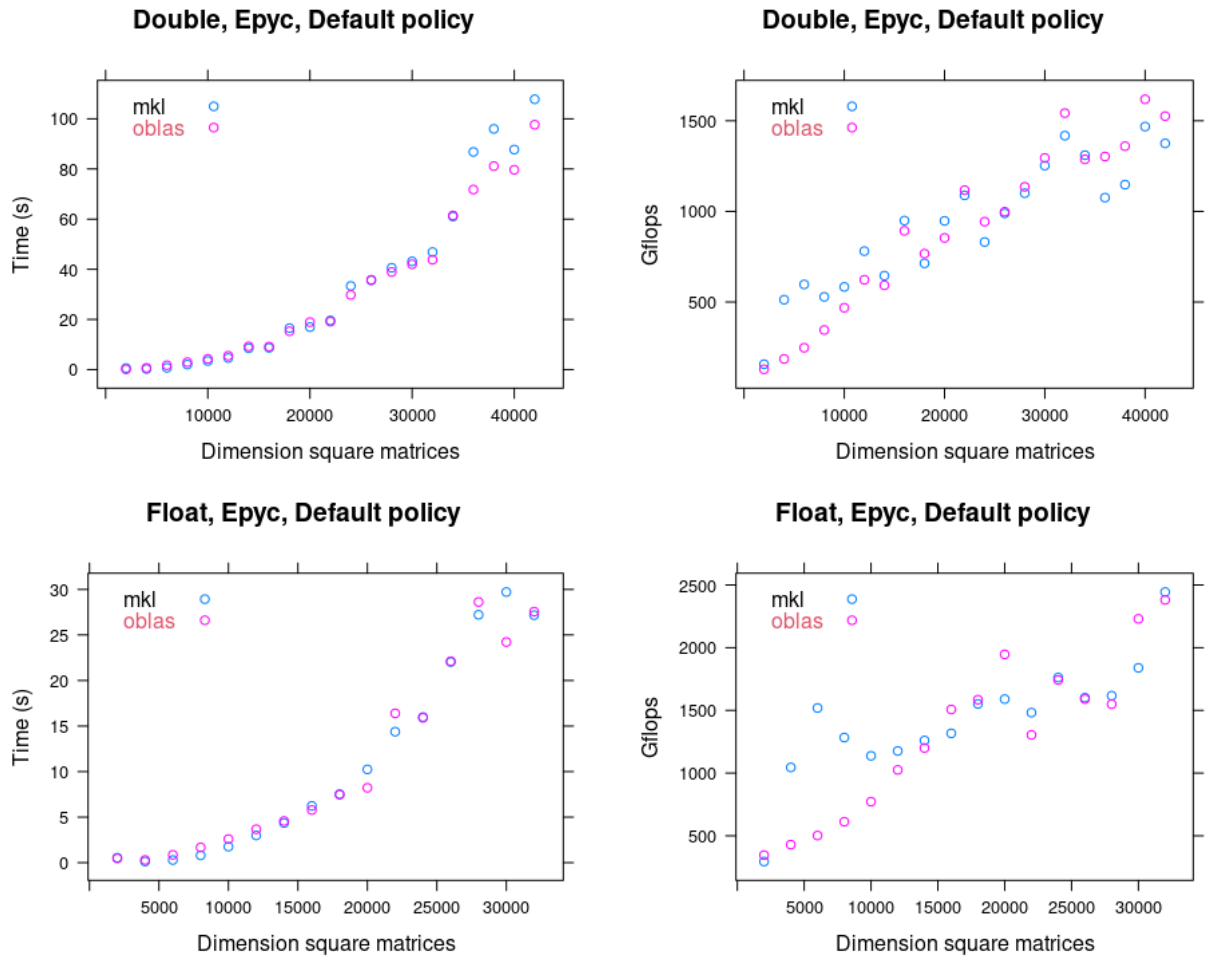 Double, Epyc, Default policy
mkl
oblas
100
80
60
40
20
0
Time (s)
10000 20000 30000 40000
Dimension square matrices
Double, Epyc, Default policy
mkl
oblas
1500
1000
500
Gflops
10000 20000 30000 40000
Dimension square matrices
Float, Epyc, Default policy
mkl
oblas
30
25
20
15
10
5
0
Time (s)
5000 10000 15000 20000 25000 30000
Dimension square matrices
Float, Epyc, Default policy
mkl
oblas
2500
2000
1500
1000
500
Gflops
5000 10000 15000 20000 25000 30000
Dimension square matrices